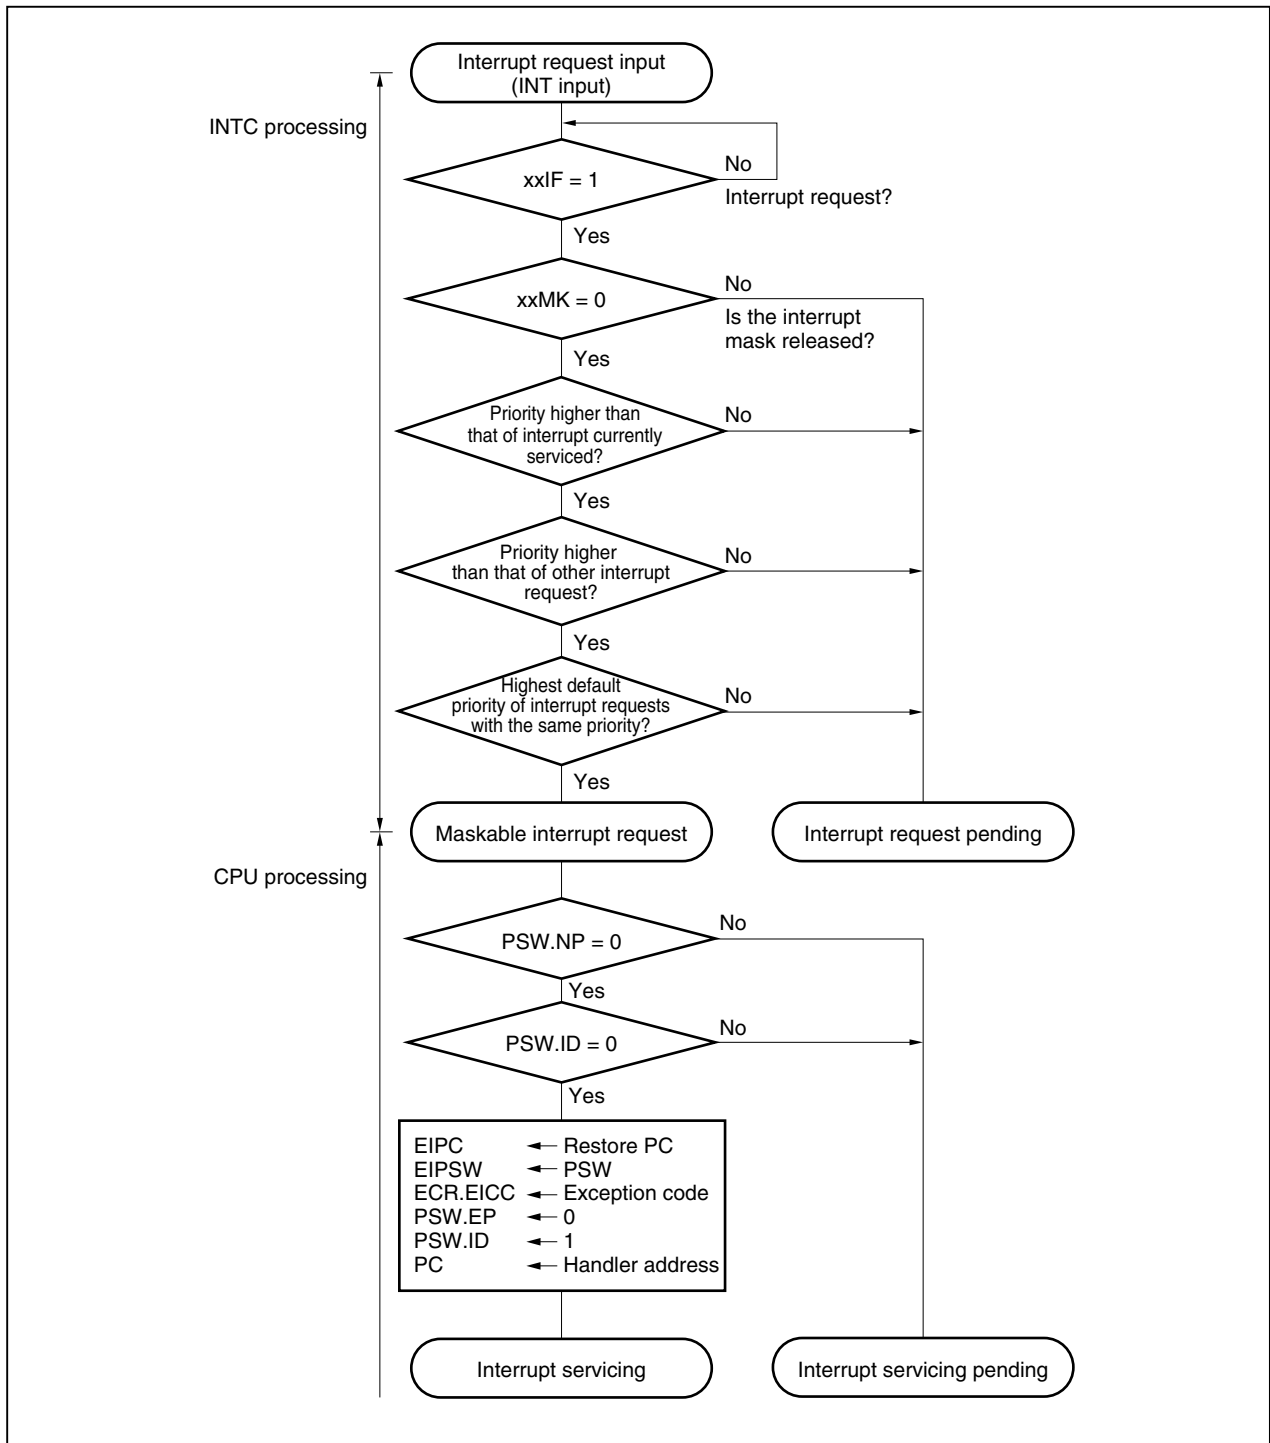 Interrupt request input
(INT input)
INTC processing
xxIF = 1
No
Interrupt request?
Yes
xxMK = 0
No
Is the interrupt
mask released?
Yes
Priority higher than
that of interrupt currently
serviced?
No
Yes
Priority higher
than that of other interrupt
request?
No
Yes
Highest default
priority of interrupt requests
with the same priority?
No
Yes
Maskable interrupt request
Interrupt request pending
CPU processing
PSW.NP = 0
No
Yes
PSW.ID = 0
No
Yes
EIPC ← Restore PC
EIPSW ← PSW
ECR.EICC ← Exception code
PSW.EP ← 0
PSW.ID ← 1
PC ← Handler address
Interrupt servicing
Interrupt servicing pending